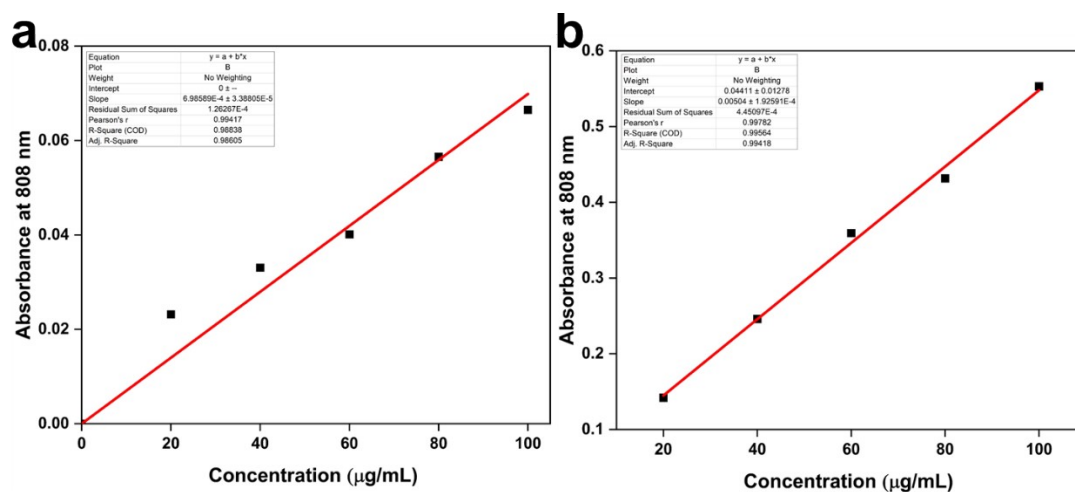 a
Equation y = a + b*x
Plot B
Weight No Weighting
Intercept 0 ± --
Slope 6.98589E-4 ± 3.38805E-5
Residual Sum of Squares 1.26267E-4
Pearson's r 0.99417
R-Square (COD) 0.98838
Adj. R-Square 0.98605
Absorbance at 808 nm
0.08
0.06
0.04
0.02
0.00
0 20 40 60 80 100
Concentration (μg/mL)
b
Equation y = a + b*x
Plot B
Weight No Weighting
Intercept 0.04411 ± 0.01278
Slope 0.00504 ± 1.92591E-4
Residual Sum of Squares 4.45097E-4
Pearson's r 0.99782
R-Square (COD) 0.99564
Adj. R-Square 0.99418
Absorbance at 808 nm
0.6
0.5
0.4
0.3
0.2
0.1
20 40 60 80 100
Concentration (μg/mL)